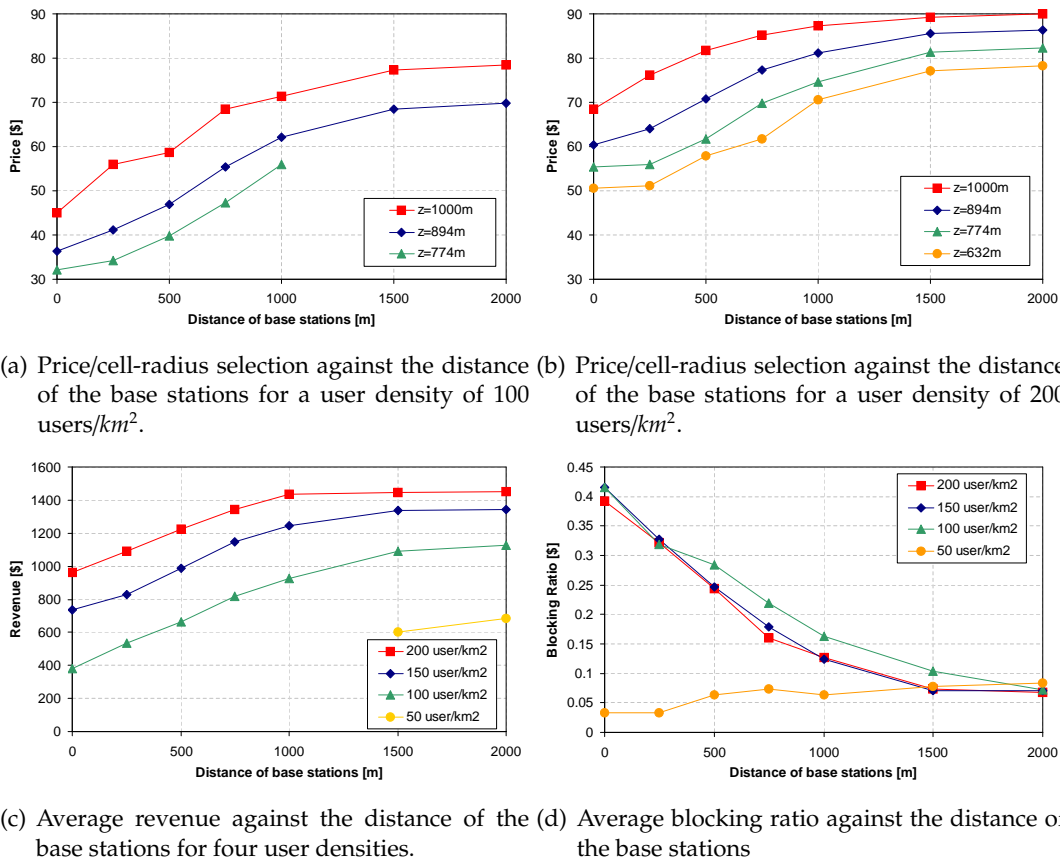 90
80
70
60
50
40
30
Price [$]
0
500
1000
1500
2000
Distance of base stations [m]
z=1000m
z=894m
z=774m
90
80
70
60
50
40
30
Price [$]
0
500
1000
1500
2000
Distance of base stations [m]
z=1000m
z=894m
z=774m
z=632m
(a) Price/cell-radius selection against the distance
of the base stations for a user density of 100
users/km².
(b) Price/cell-radius selection against the distance
of the base stations for a user density of 200
users/km².
1600
1400
1200
1000
800
600
400
200
0
Revenue [$]
0
500
1000
1500
2000
Distance of base stations [m]
200 user/km2
150 user/km2
100 user/km2
50 user/km2
0.45
0.4
0.35
0.3
0.25
0.2
0.15
0.1
0.05
0
Blocking Ratio [$]
0
500
1000
1500
2000
Distance of base stations [m]
200 user/km2
150 user/km2
100 user/km2
50 user/km2
(c) Average revenue against the distance of the
base stations for four user densities.
(d) Average blocking ratio against the distance of
the base stations